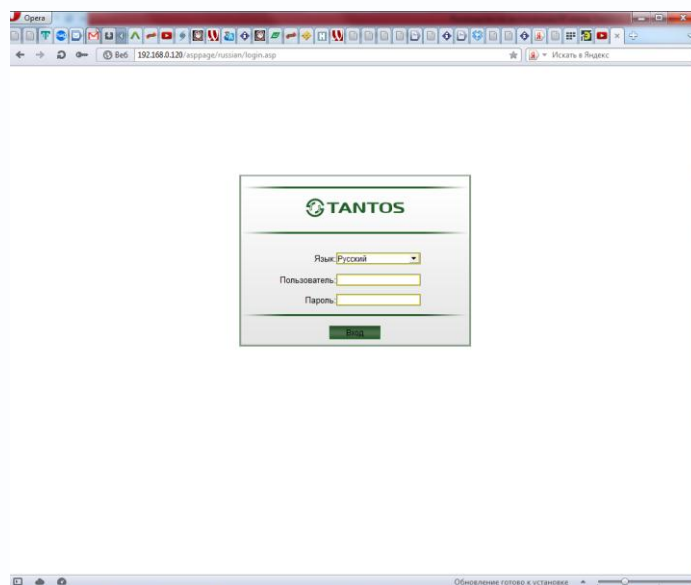 Opera
Веб 192.168.0.120/asppage/russian/login.asp Искать в Яндекс
TANTOS
Язык: Русский
Пользователь:
Пароль:
Вход
Обновление готово к установке